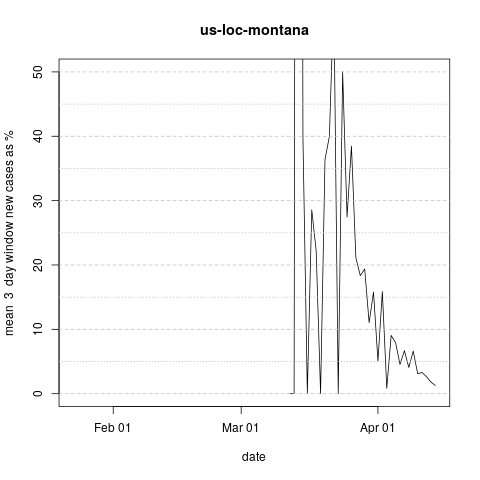 us-loc-montana
mean 3 day window new cases as %
50
40
30
20
10
0
Feb 01
Mar 01
Apr 01
date